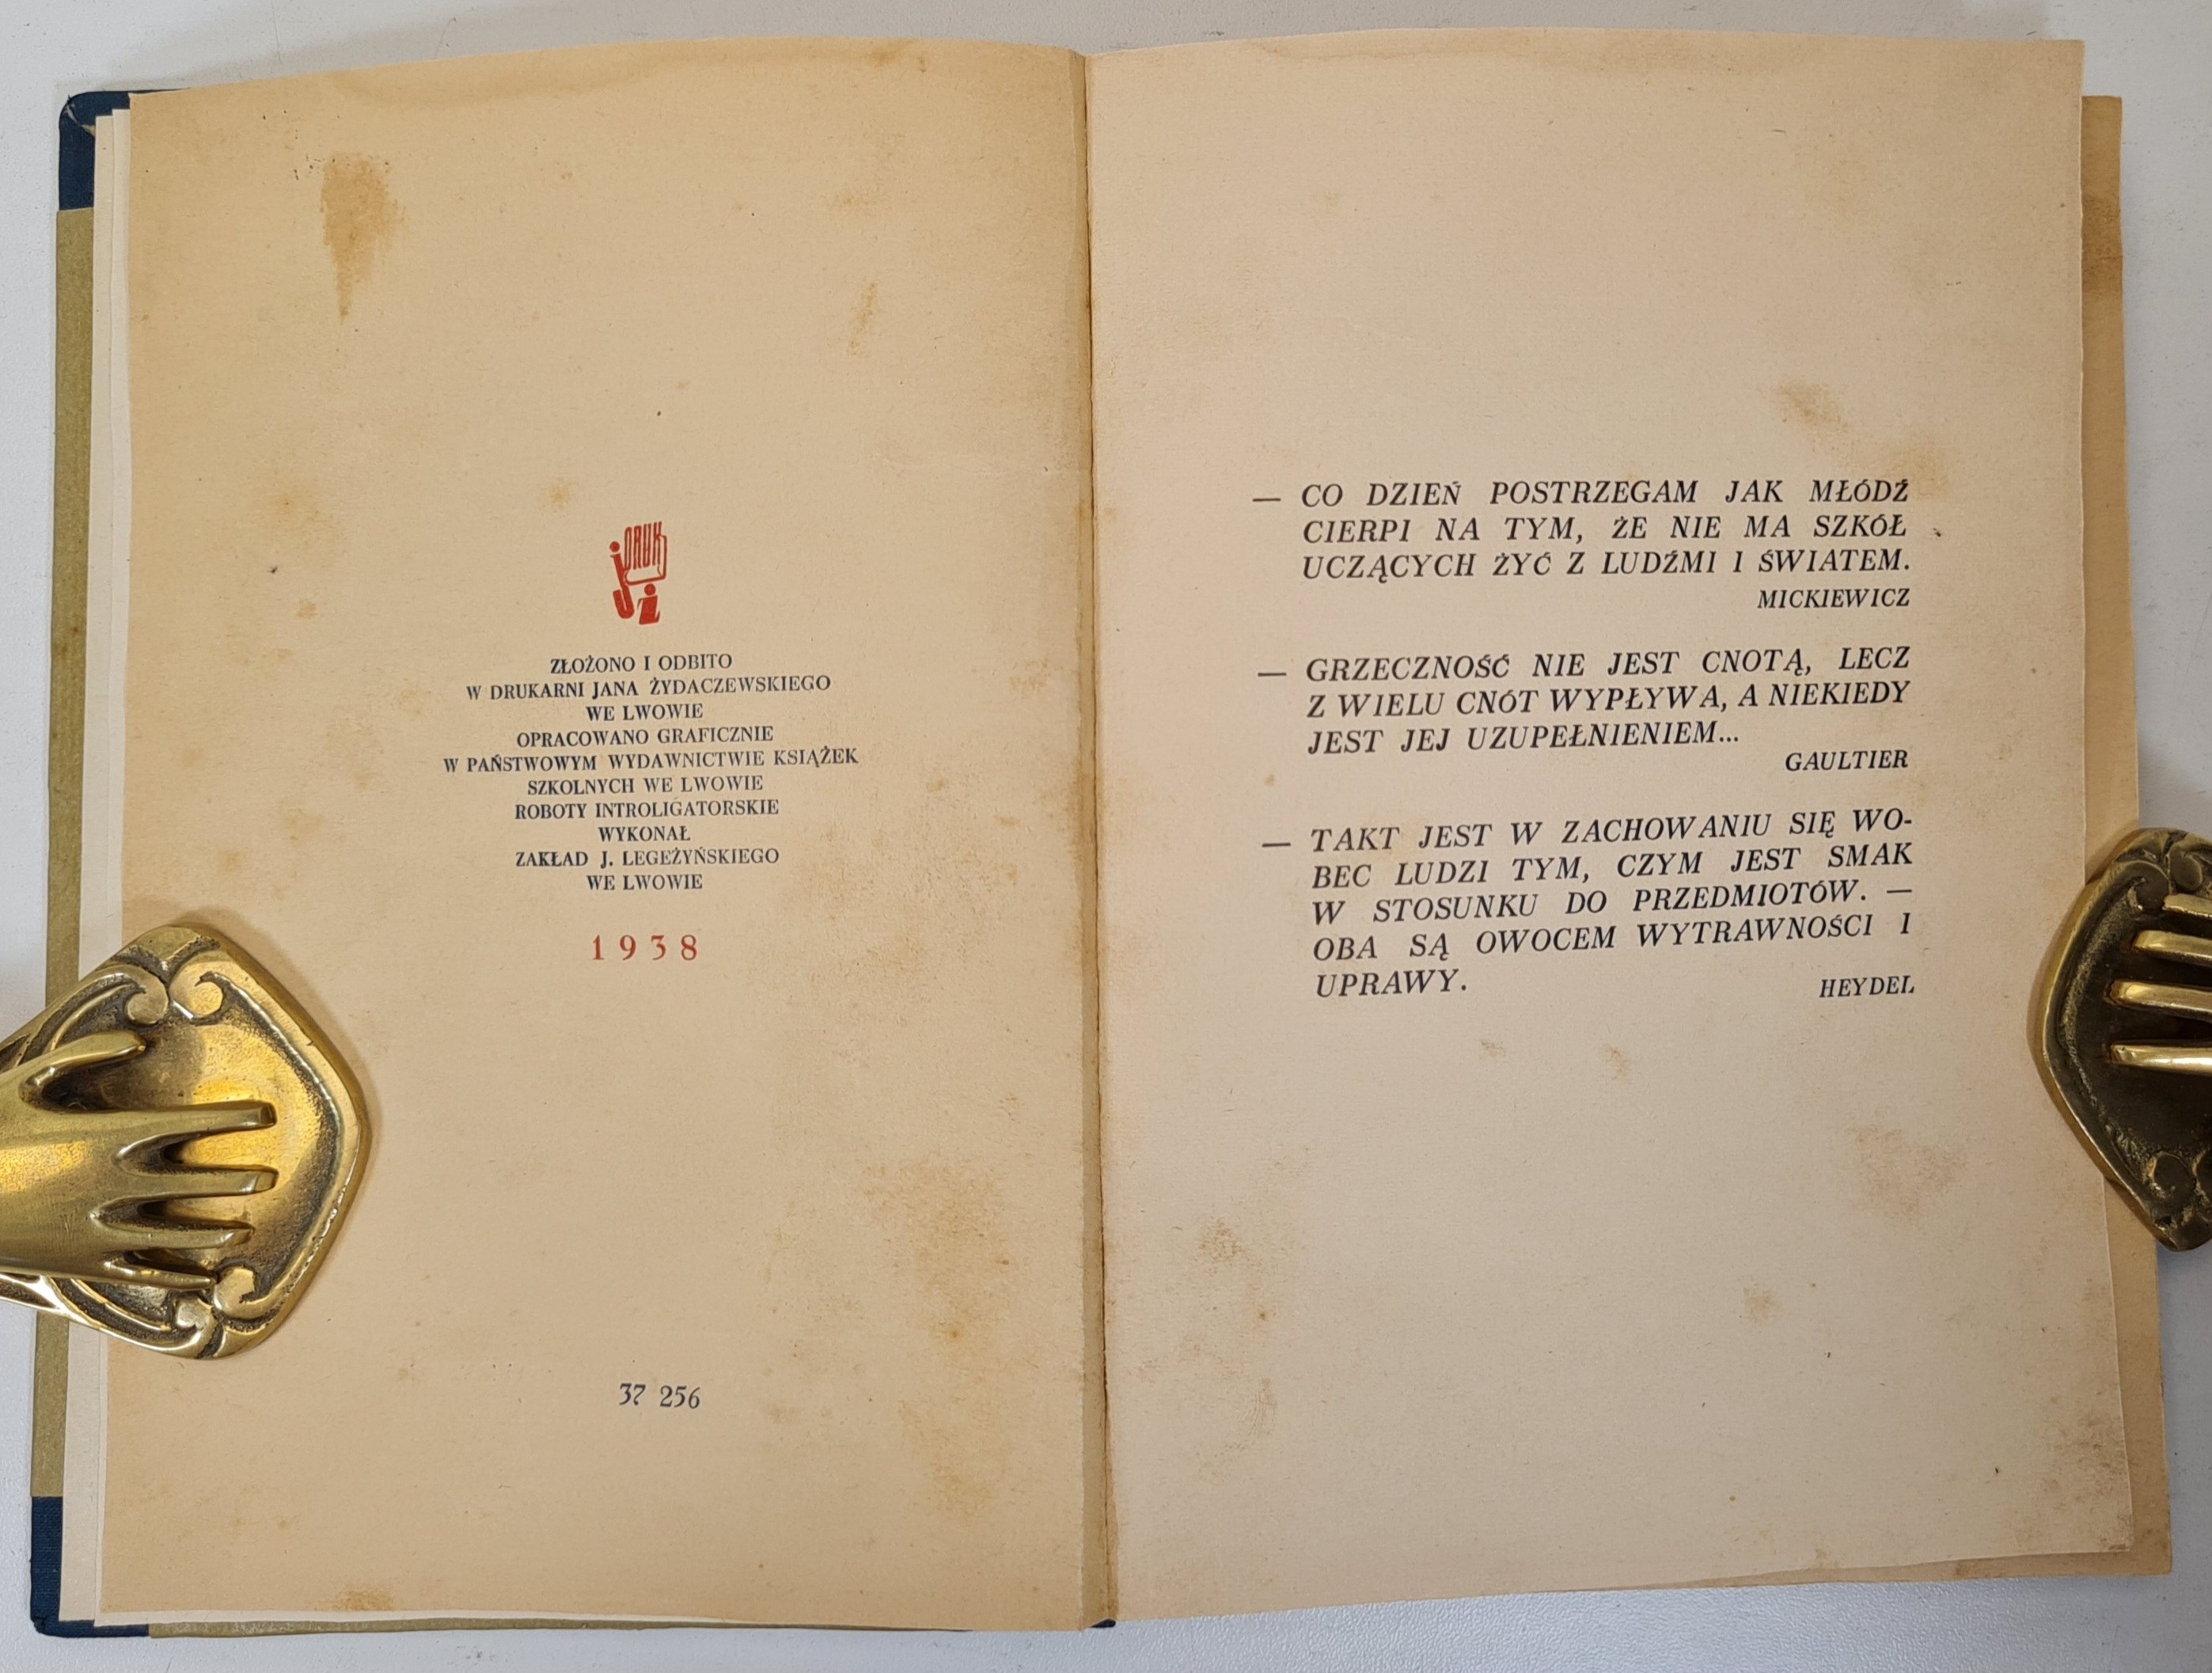 DRUK
JŻ
ZŁOŻONO I ODBITO
W DRUKARNI JANA ŻYDACZEWSKIEGO
WE LWOWIE
OPRACOWANO GRAFICZNIE
W PAŃSTWOWYM WYDAWNICTWIE KSIĄŻEK
SZKOLNYCH WE LWOWIE
ROBOTY INTROLIGATORSKIE
WYKONAŁ
ZAKŁAD J. LEGEŻYŃSKIEGO
WE LWOWIE
1938
37 256
— CO DZIEŃ POSTRZEGAM JAK MŁÓDŹ
CIERPI NA TYM, ŻE NIE MA SZKÓŁ
UCZĄCYCH ŻYĆ Z LUDŹMI I ŚWIATEM.
MICKIEWICZ
— GRZECZNOŚĆ NIE JEST CNOTĄ, LECZ
Z WIELU CNÓT WYPŁYWA, A NIEKIEDY
JEST JEJ UZUPEŁNIENIEM...
GAULTIER
— TAKT JEST W ZACHOWANIU SIĘ WO-
BEC LUDZI TYM, CZYM JEST SMAK
W STOSUNKU DO PRZEDMIOTÓW. —
OBA SĄ OWOCEM WYTRAWNOŚCI I
UPRAWY.
HEYDEL